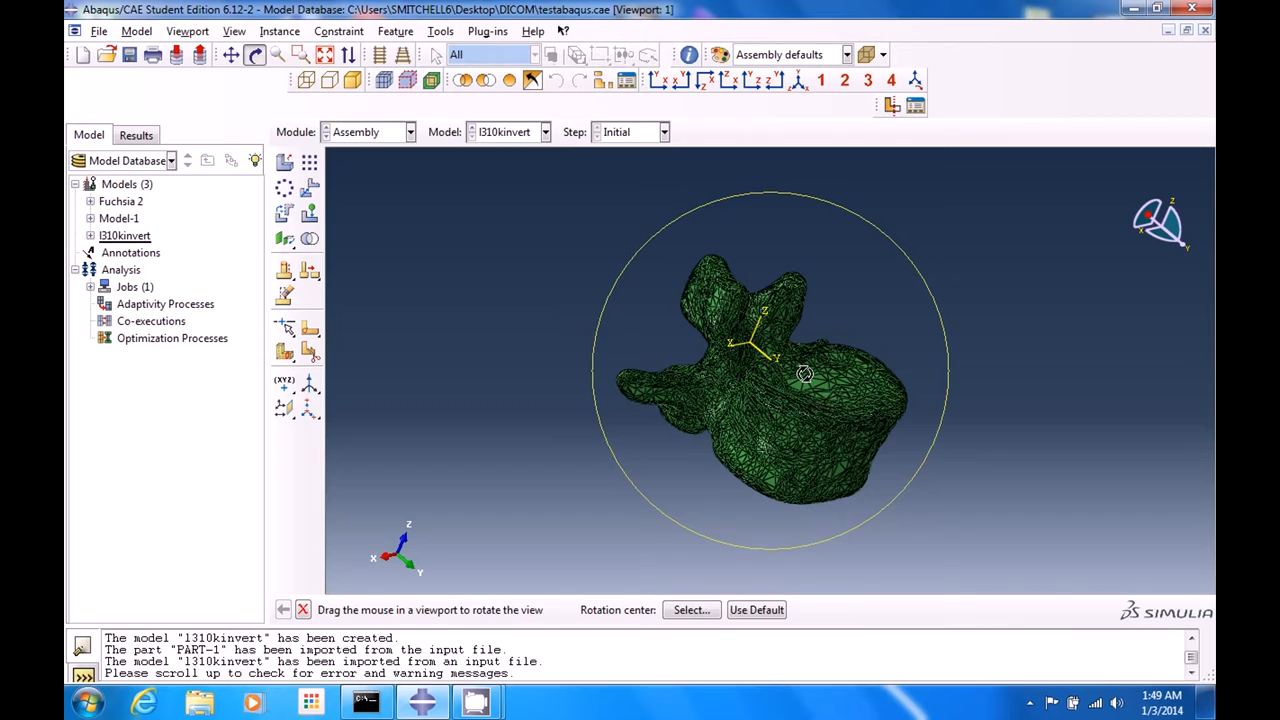 Abaqus/CAE Student Edition 6.12-2 - Model Database: C:\Users\SMITCHELL6\Desktop\DICOM\testabaqus.cae [Viewport: 1]
File Model Viewport View Instance Constraint Feature Tools Plug-ins Help
All Assembly defaults
1 2 3 4
Model Results Module: Assembly Model: l310kinvert Step: Initial
Model Database
Models (3)
Fuchsia 2
Model-1
l310kinvert
Annotations
Analysis
Jobs (1)
Adaptivity Processes
Co-executions
Optimization Processes
(XYZ)
Z
X
Y
Z
X
Y
Z
X
Y
Drag the mouse in a viewport to rotate the view Rotation center: Select... Use Default
SIMULIA
The model "l310kinvert" has been created.
The part "PART-1" has been imported from the input file.
The model "l310kinvert" has been imported from an input file.
Please scroll up to check for error and warning messages.
>>>
C:\
1:49 AM
1/3/2014